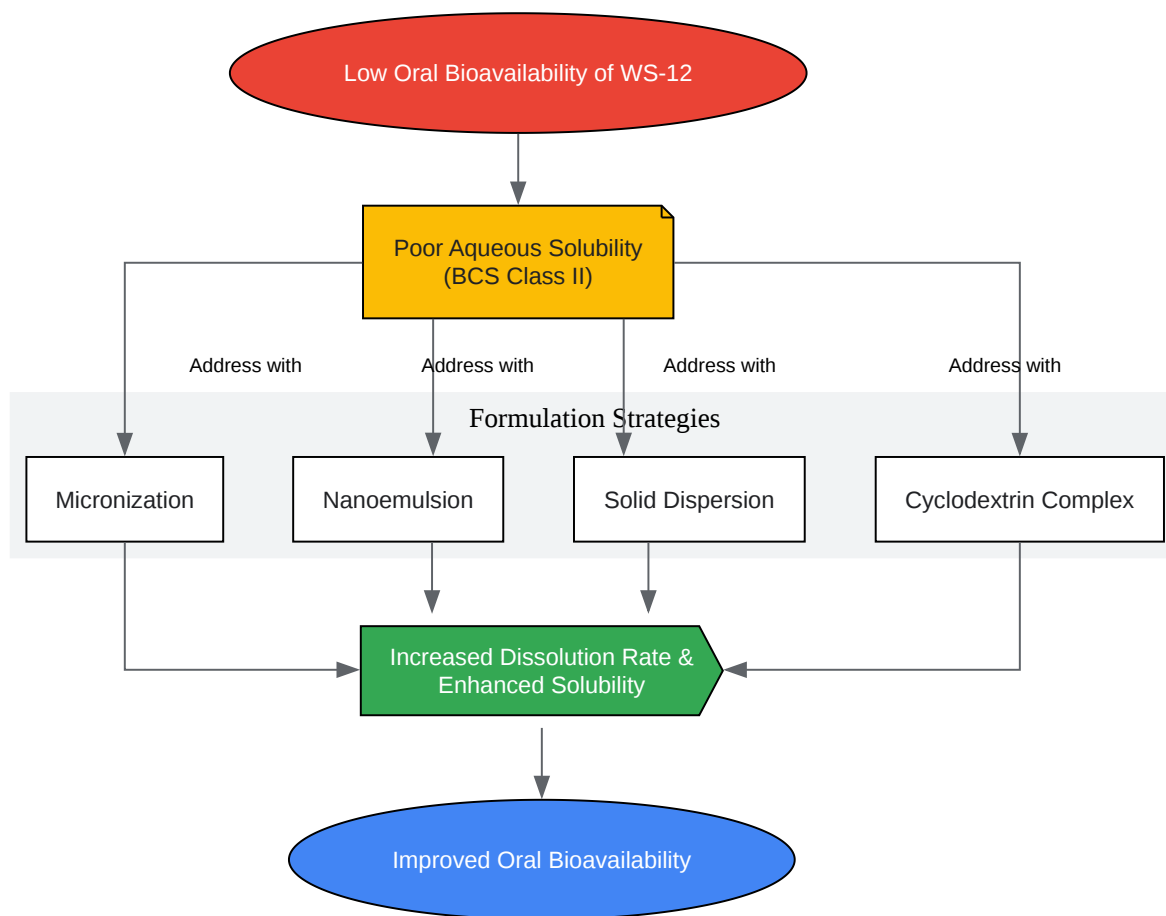 Low Oral Bioavailability of WS-12
Poor Aqueous Solubility
(BCS Class II)
Address with
Address with
Address with
Address with
Formulation Strategies
Micronization
Nanoemulsion
Solid Dispersion
Cyclodextrin Complex
Increased Dissolution Rate &
Enhanced Solubility
Improved Oral Bioavailability